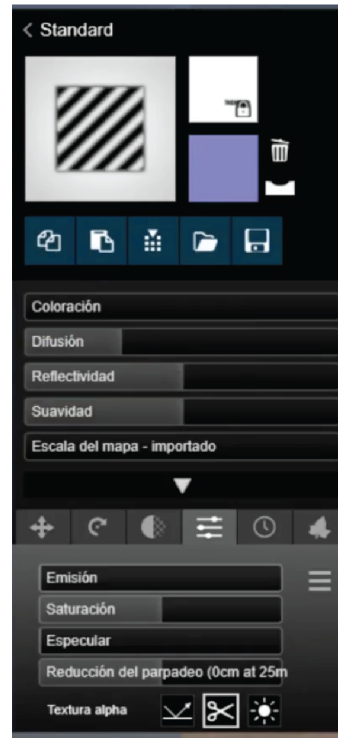 Standard
Coloración
Difusión
Reflectividad
Suavidad
Escala del mapa - importado
Emisión
Saturación
Especular
Reducción del parpadeo (0cm at 25m
Textura alpha